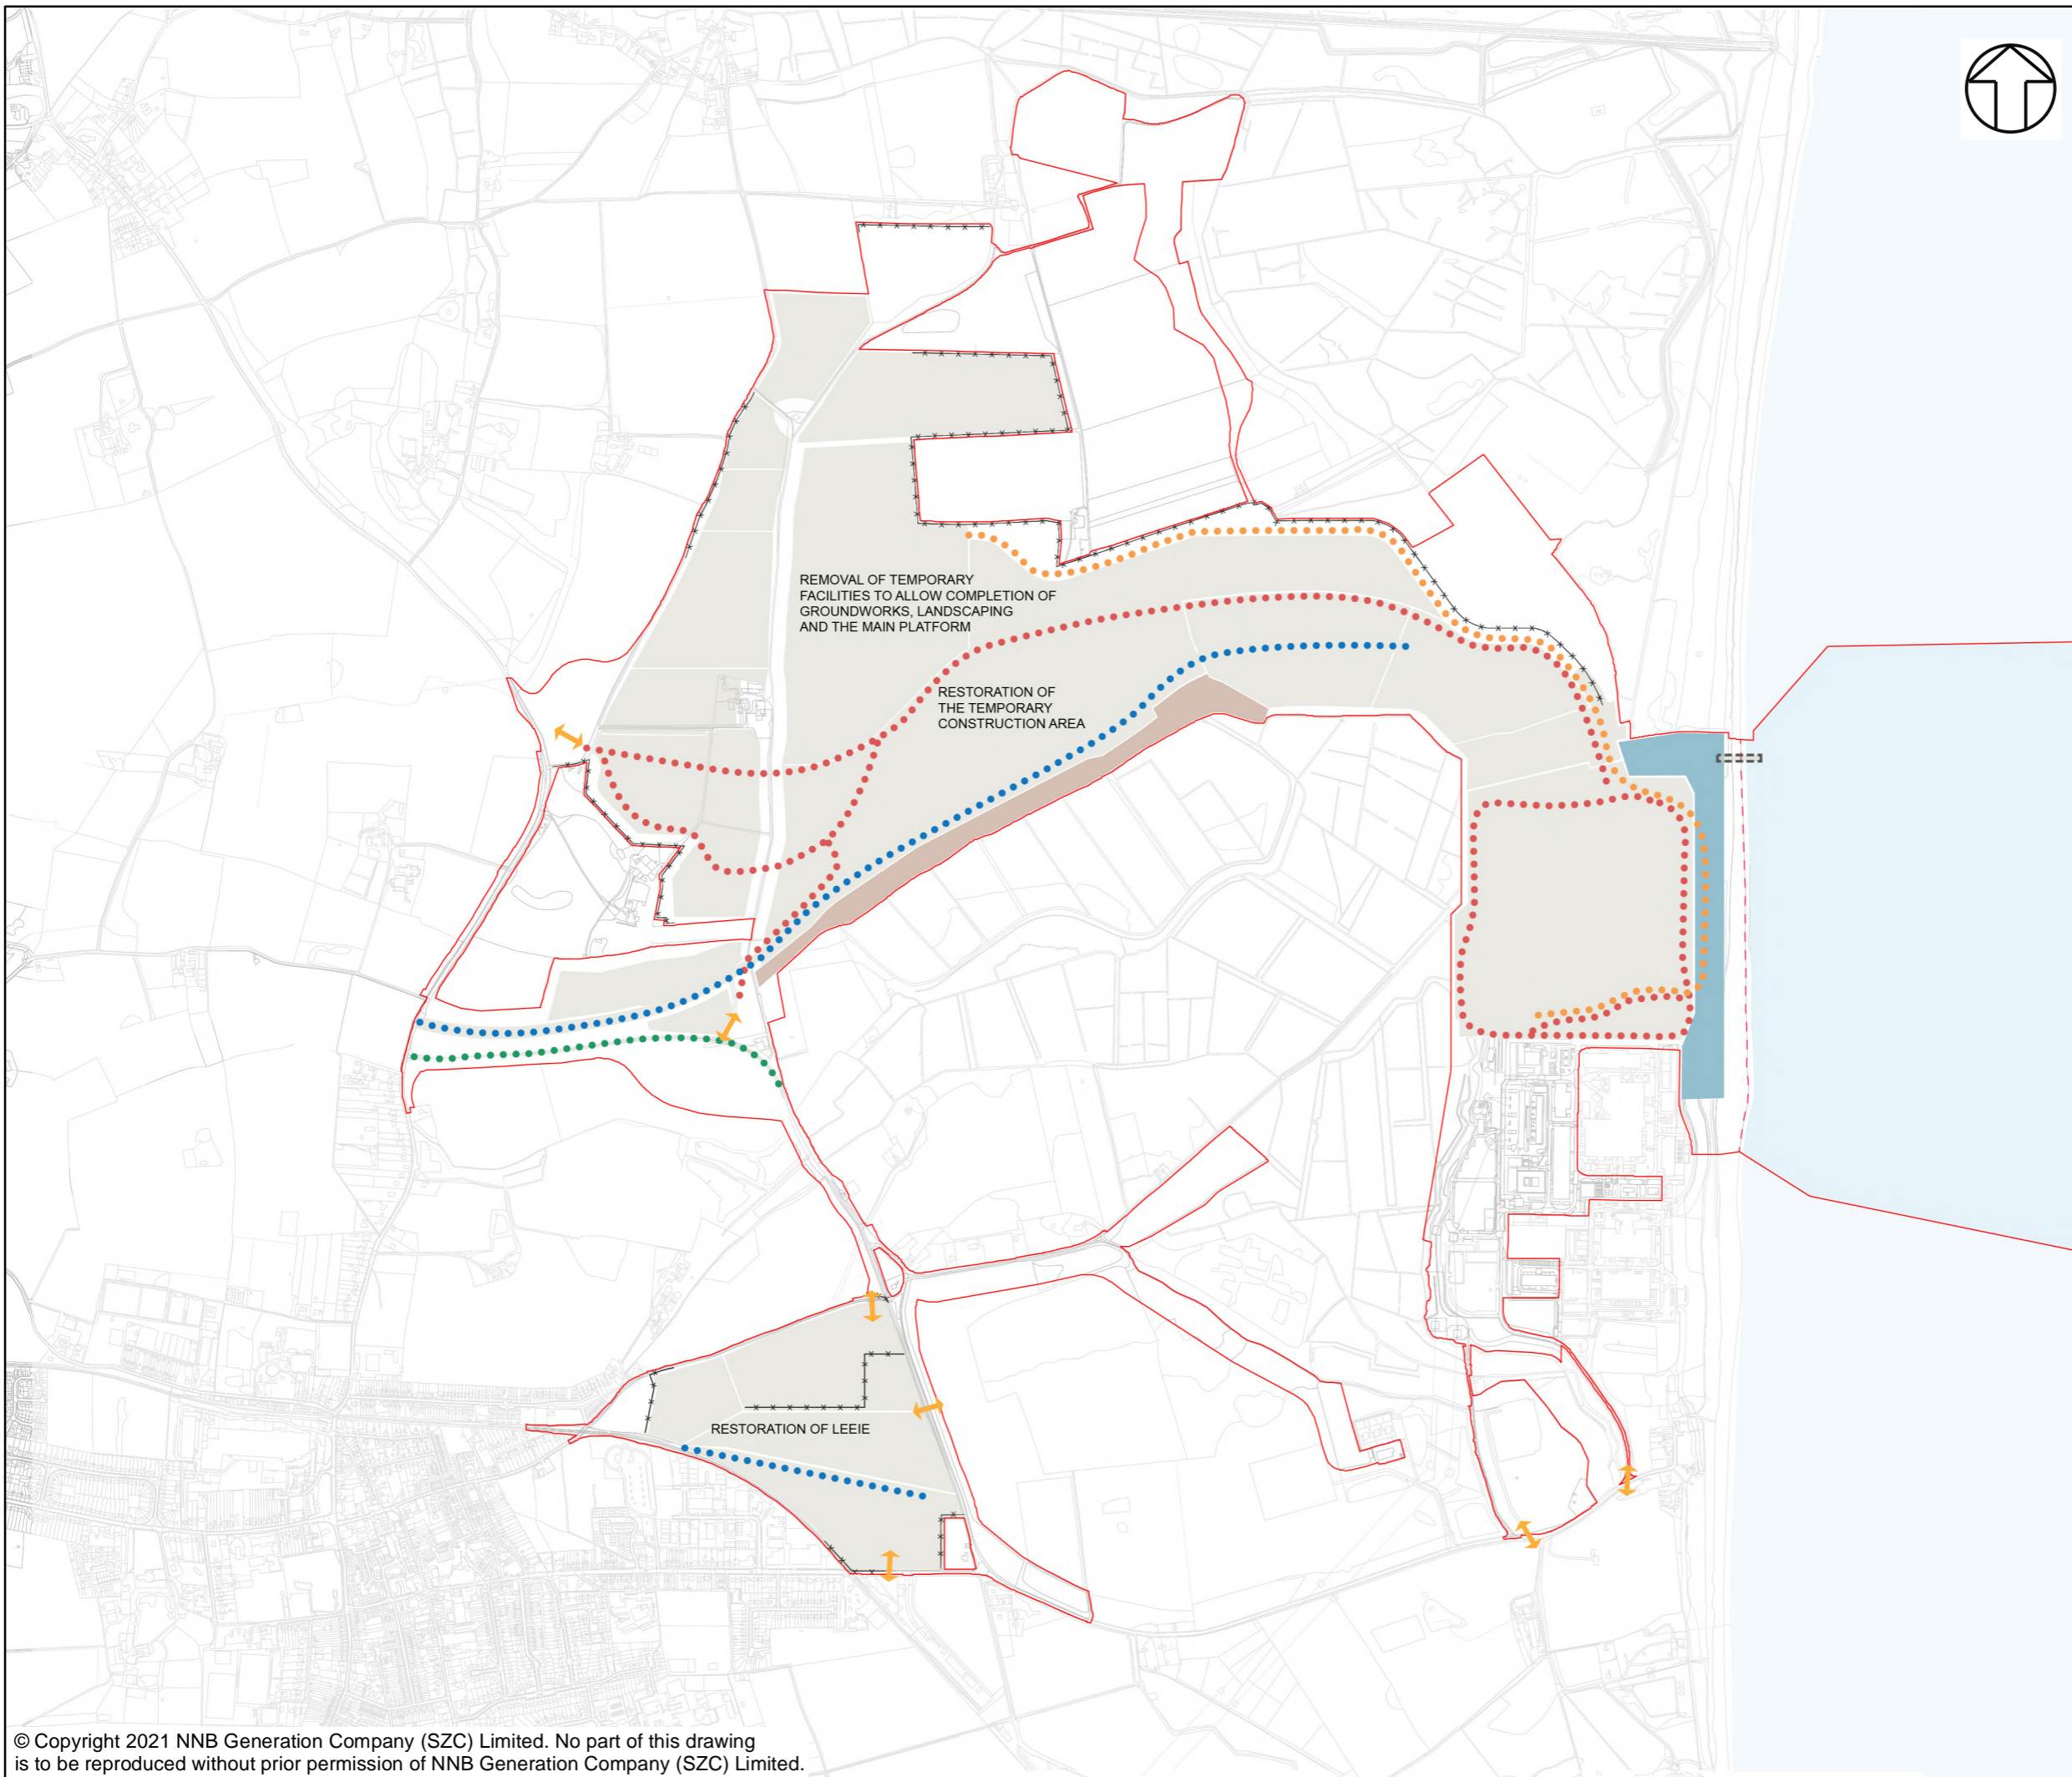 REMOVAL OF TEMPORARY
FACILITIES TO ALLOW COMPLETION OF
GROUNDWORKS, LANDSCAPING
AND THE MAIN PLATFORM
RESTORATION OF
THE TEMPORARY
CONSTRUCTION AREA
RESTORATION OF LEEIE
© Copyright 2021 NNB Generation Company (SZC) Limited. No part of this drawing
is to be reproduced without prior permission of NNB Generation Company (SZC) Limited.